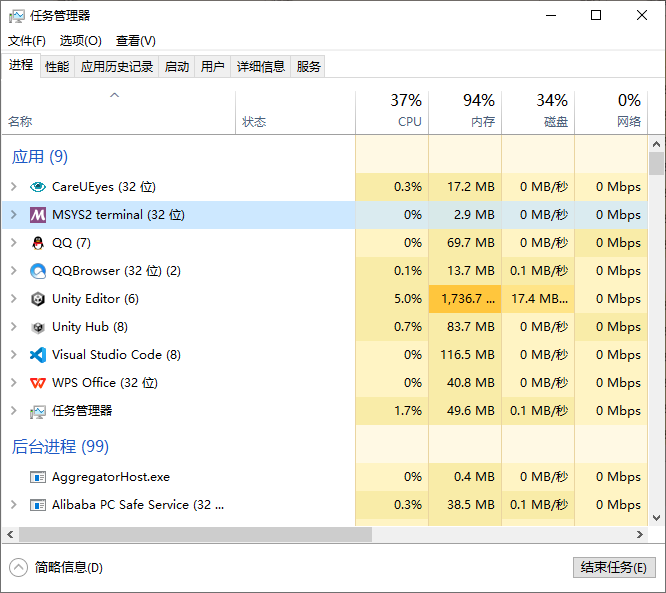 任务管理器
文件(F) 选项(O) 查看(V)
进程 性能 应用历史记录 启动 用户 详细信息 服务
37% 94% 34% 0%
名称 状态 CPU 内存 磁盘 网络
应用 (9)
CareUEyes (32 位) 0.3% 17.2 MB 0 MB/秒 0 Mbps
MSYS2 terminal (32 位) 0% 2.9 MB 0 MB/秒 0 Mbps
QQ (7) 0% 69.7 MB 0 MB/秒 0 Mbps
QQBrowser (32 位) (2) 0.1% 13.7 MB 0.1 MB/秒 0 Mbps
Unity Editor (6) 5.0% 1,736.7 ... 17.4 MB... 0 Mbps
Unity Hub (8) 0.7% 83.7 MB 0 MB/秒 0 Mbps
Visual Studio Code (8) 0% 116.5 MB 0 MB/秒 0 Mbps
WPS Office (32 位) 0% 40.8 MB 0 MB/秒 0 Mbps
任务管理器 1.7% 49.6 MB 0.1 MB/秒 0 Mbps
后台进程 (99)
AggregatorHost.exe 0% 0.4 MB 0 MB/秒 0 Mbps
Alibaba PC Safe Service (32 ... 0.3% 38.5 MB 0.1 MB/秒 0 Mbps
简略信息(D) 结束任务(E)